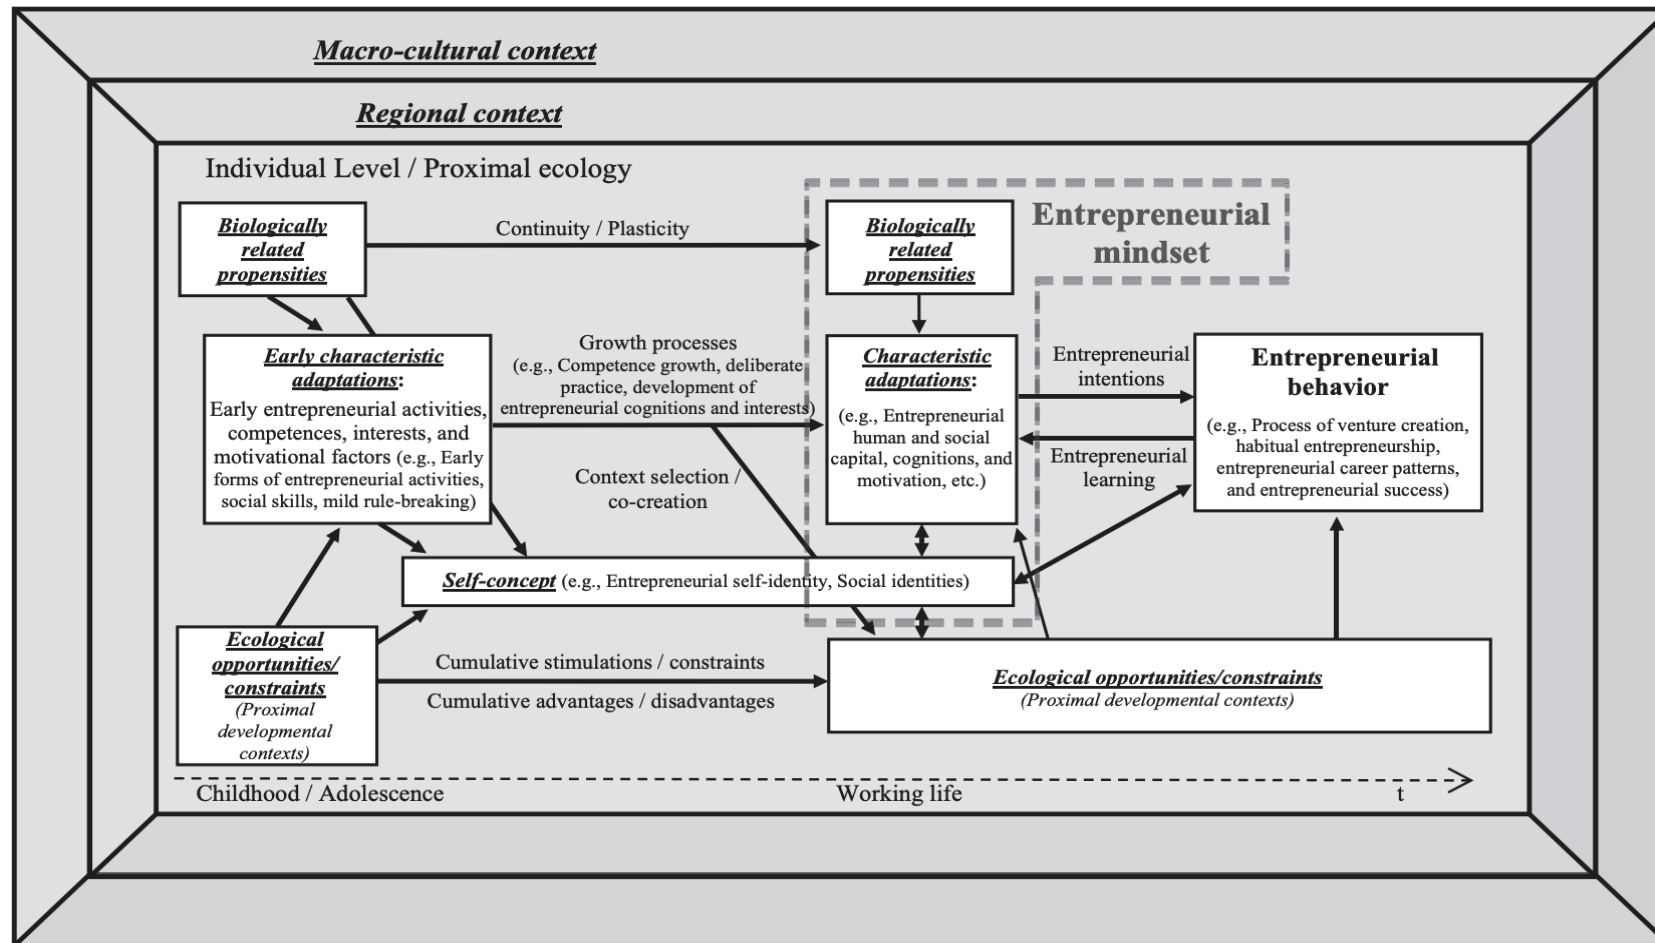 Macro-cultural context
Regional context
Individual Level / Proximal ecology
Biologically
related
propensities
Continuity / Plasticity
Biologically
related
propensities
Entrepreneurial
mindset
Early characteristic
adaptations:
Early entrepreneurial activities,
competences, interests, and
motivational factors (e.g., Early
forms of entrepreneurial activities,
social skills, mild rule-breaking)
Growth processes
(e.g., Competence growth, deliberate
practice, development of
entrepreneurial cognitions and interests)
Context selection /
co-creation
Characteristic
adaptations:
(e.g., Entrepreneurial
human and social
capital, cognitions, and
motivation, etc.)
Entrepreneurial
intentions
Entrepreneurial
learning
Entrepreneurial
behavior
(e.g., Process of venture creation,
habitual entrepreneurship,
entrepreneurial career patterns,
and entrepreneurial success)
Self-concept (e.g., Entrepreneurial self-identity, Social identities)
Ecological
opportunities/
constraints
(Proximal
developmental
contexts)
Cumulative stimulations / constraints
Cumulative advantages / disadvantages
Ecological opportunities/constraints
(Proximal developmental contexts)
Childhood / Adolescence
Working life
t